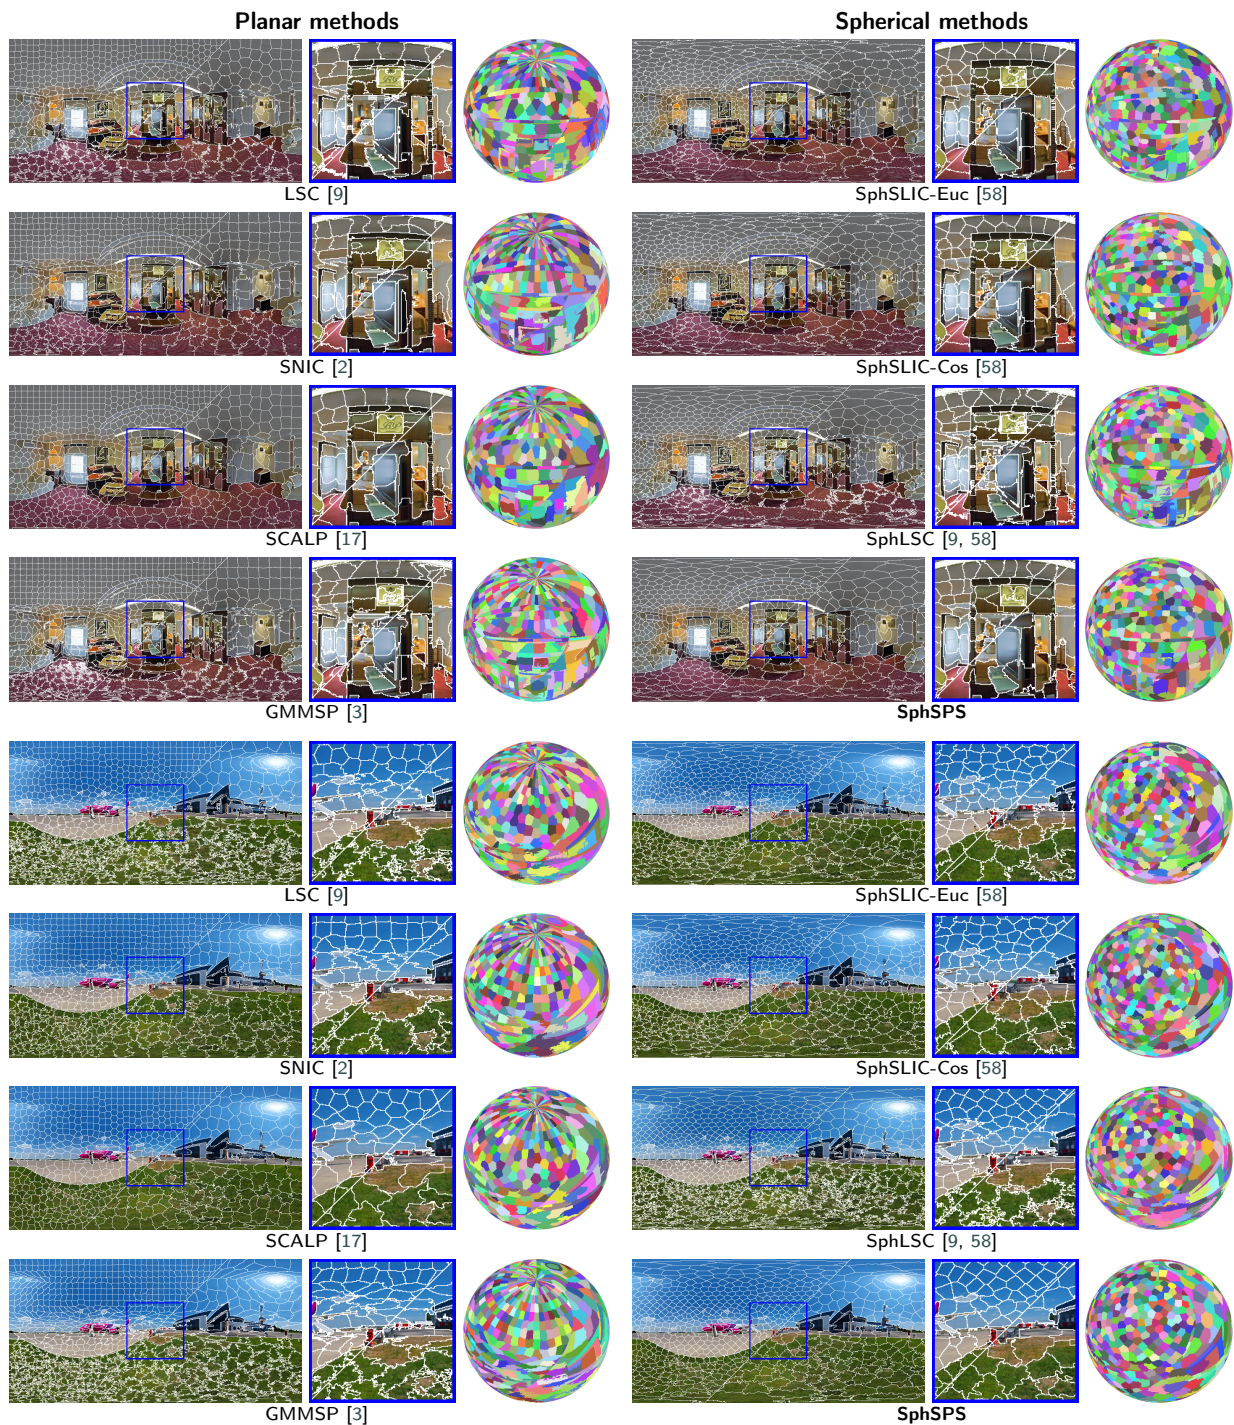 Planar methods Spherical methods
LSC [9] SphSLIC-Euc [58]
SNIC [2] SphSLIC-Cos [58]
SCALP [17] SphLSC [9, 58]
GMMSP [3] SphSPS
LSC [9] SphSLIC-Euc [58]
SNIC [2] SphSLIC-Cos [58]
SCALP [17] SphLSC [9, 58]
GMMSP [3] SphSPS